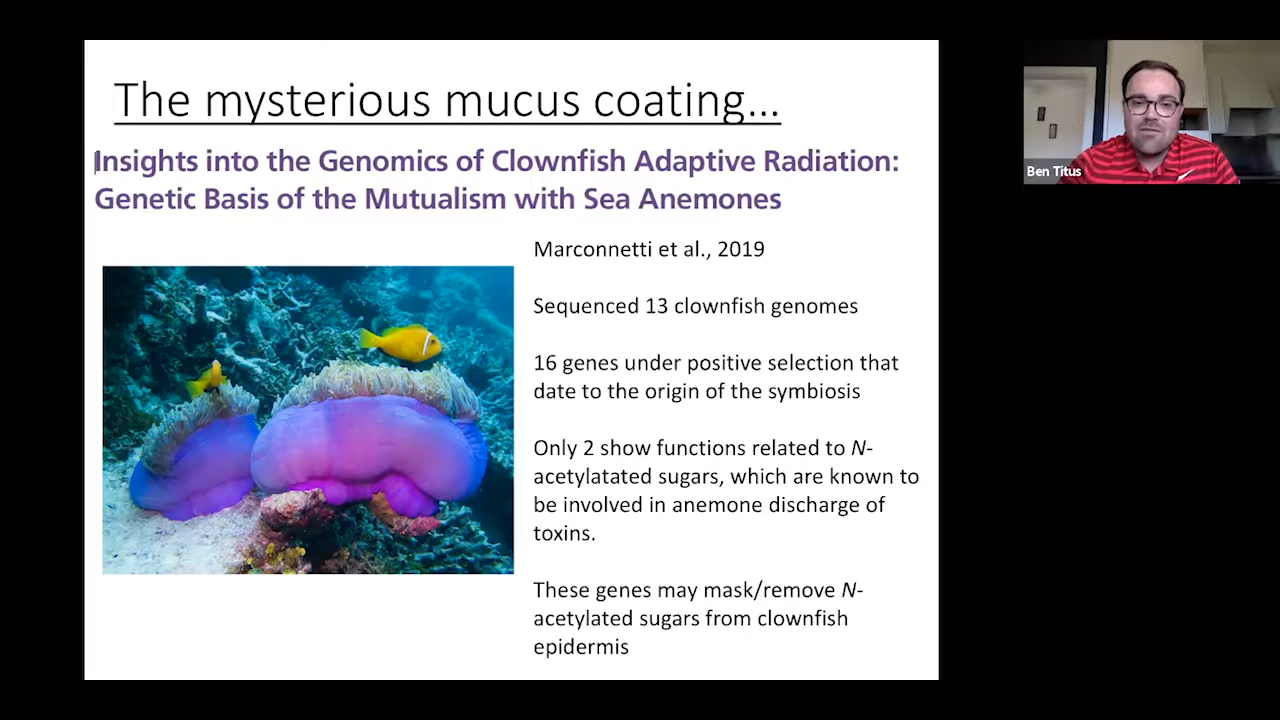 The mysterious mucus coating...
Insights into the Genomics of Clownfish Adaptive Radiation:
Genetic Basis of the Mutualism with Sea Anemones
Marconnetti et al., 2019
Sequenced 13 clownfish genomes
16 genes under positive selection that
date to the origin of the symbiosis
Only 2 show functions related to N-
acetylatated sugars, which are known to
be involved in anemone discharge of
toxins.
These genes may mask/remove N-
acetylated sugars from clownfish
epidermis
Ben Titus